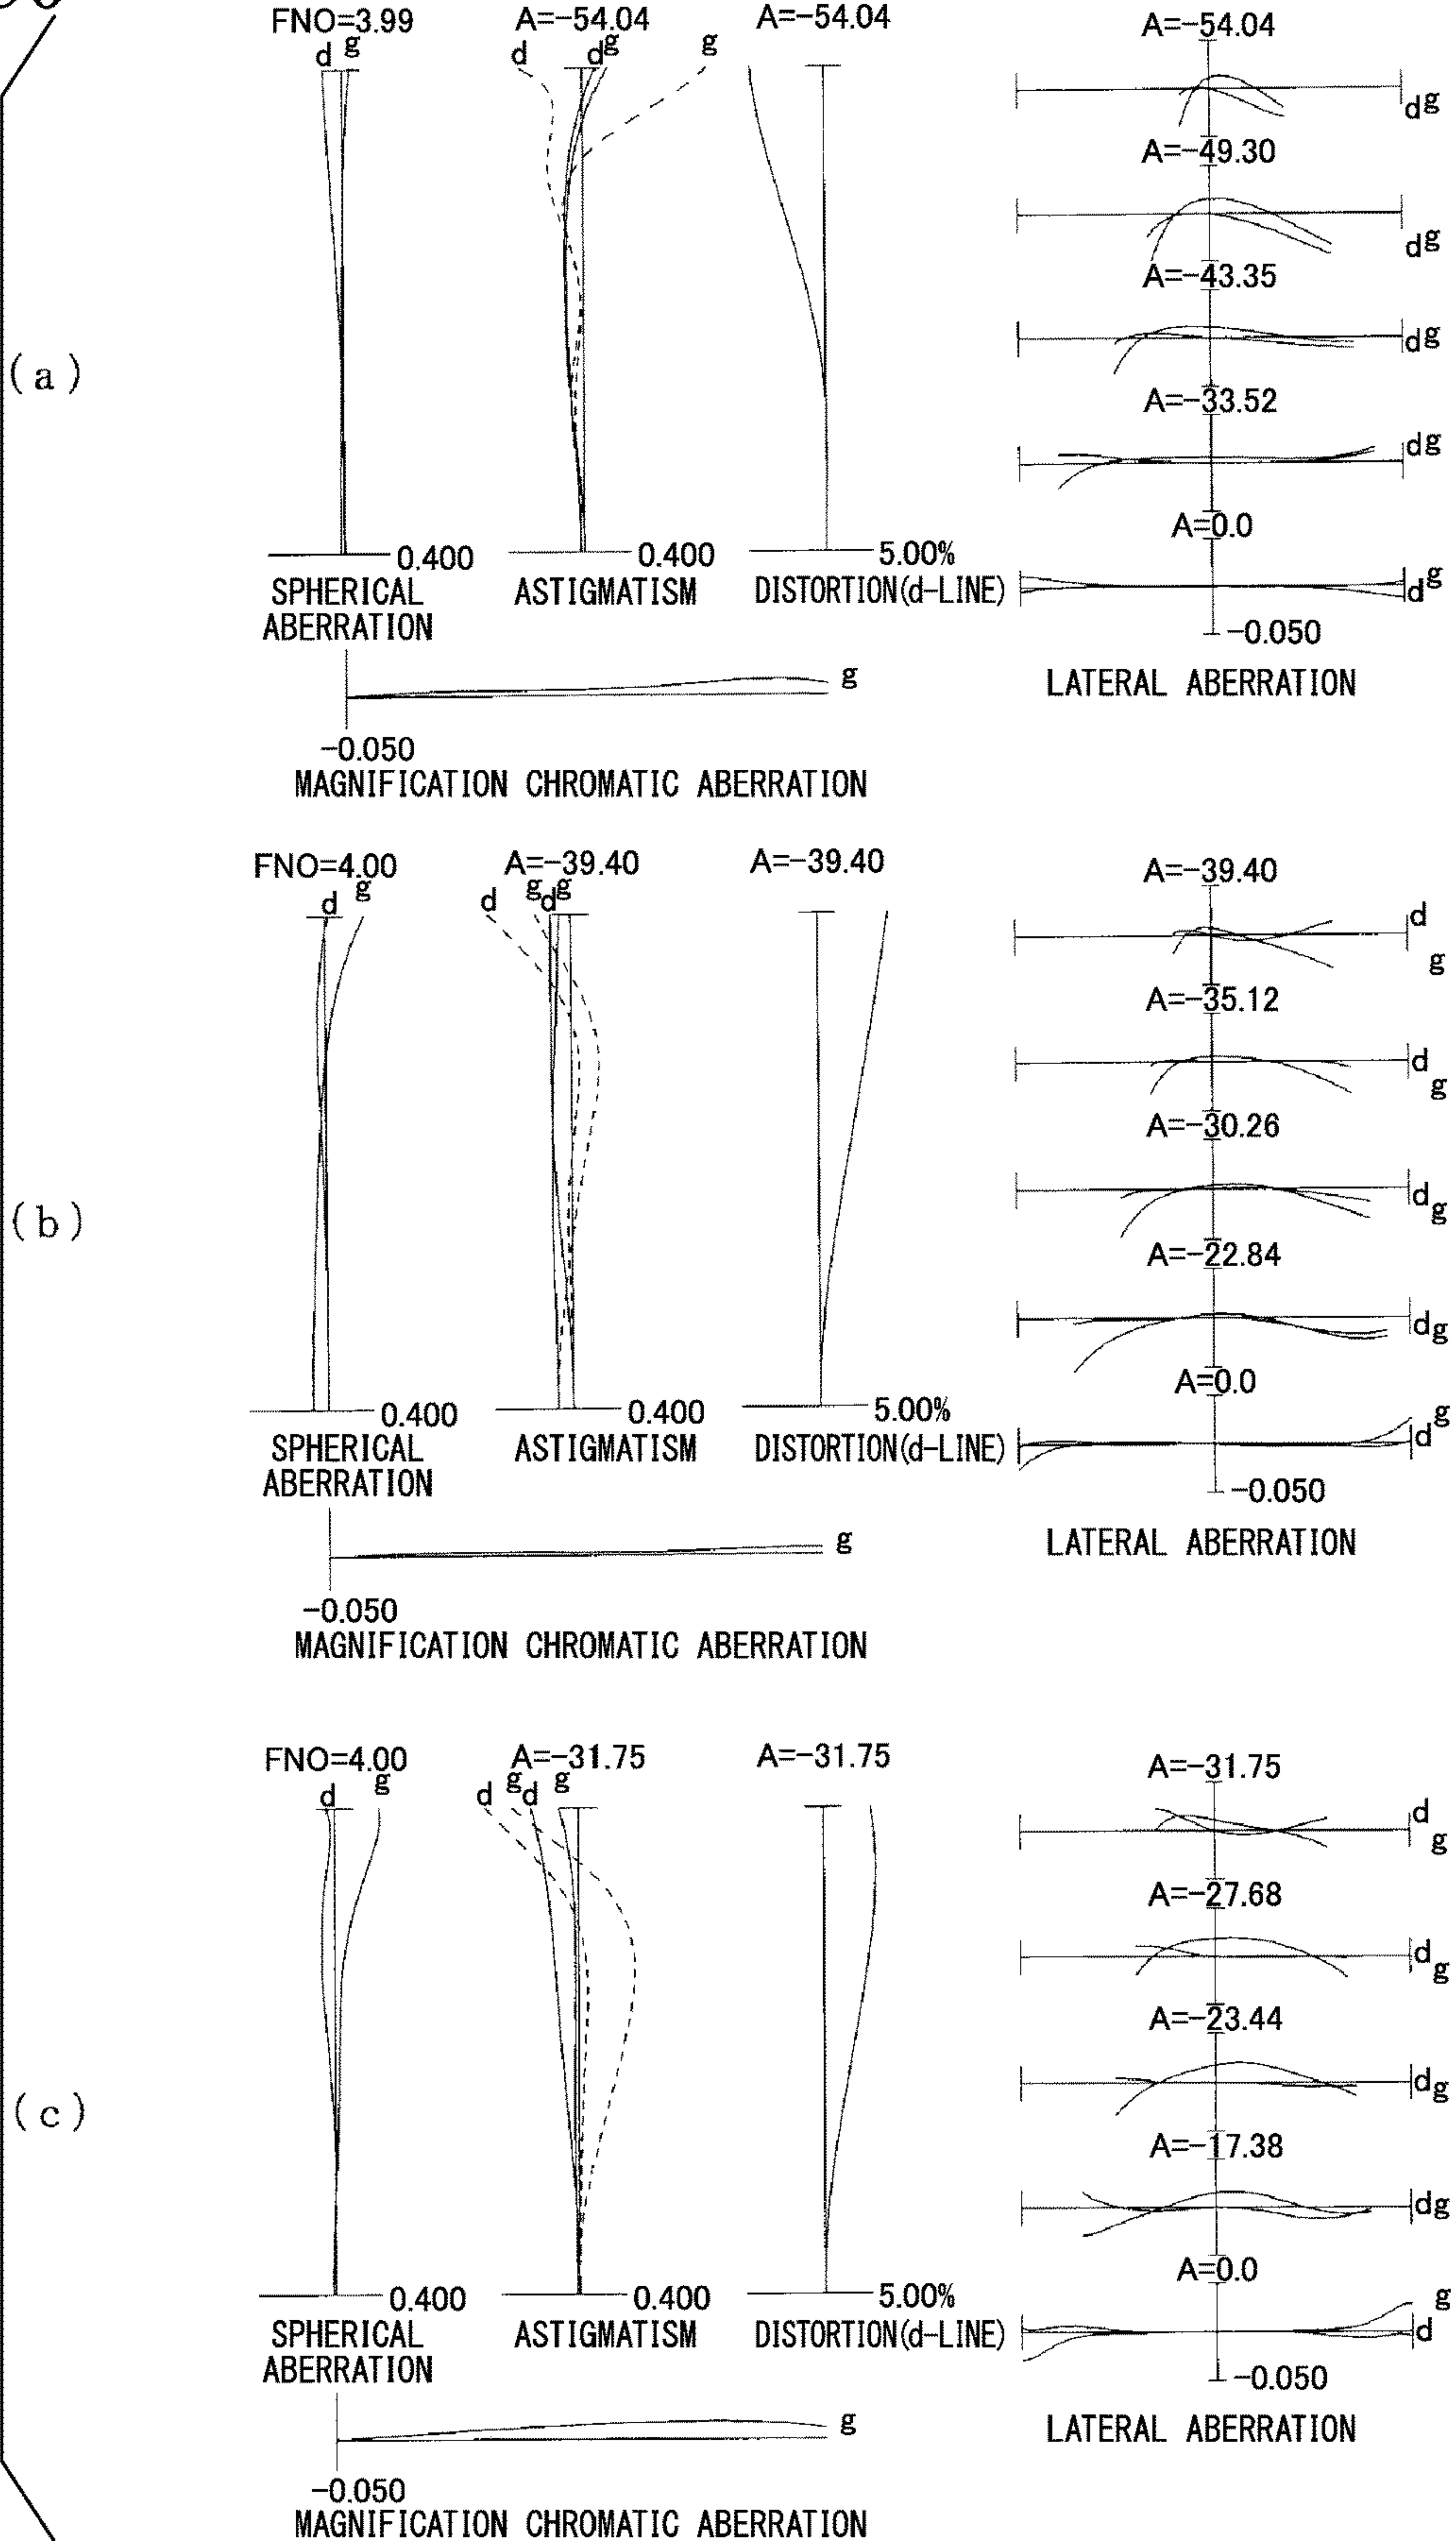 (a)
FNO=3.99
d g
SPHERICAL
ABERRATION
0.400
A=-54.04
d d g g
ASTIGMATISM
0.400
A=-54.04
DISTORTION(d-LINE)
5.00%
A=-54.04
d g
A=-49.30
d g
A=-43.35
d g
A=-33.52
d g
A=0.0
d g
-0.050
LATERAL ABERRATION
g
-0.050
MAGNIFICATION CHROMATIC ABERRATION
(b)
FNO=4.00
d g
SPHERICAL
ABERRATION
0.400
A=-39.40
d g d g
ASTIGMATISM
0.400
A=-39.40
DISTORTION(d-LINE)
5.00%
A=-39.40
d g
A=-35.12
d g
A=-30.26
d g
A=-22.84
d g
A=0.0
d g
-0.050
LATERAL ABERRATION
g
-0.050
MAGNIFICATION CHROMATIC ABERRATION
(c)
FNO=4.00
d g
SPHERICAL
ABERRATION
0.400
A=-31.75
d g d g
ASTIGMATISM
0.400
A=-31.75
DISTORTION(d-LINE)
5.00%
A=-31.75
d g
A=-27.68
d g
A=-23.44
d g
A=-17.38
d g
A=0.0
d g
-0.050
LATERAL ABERRATION
g
-0.050
MAGNIFICATION CHROMATIC ABERRATION